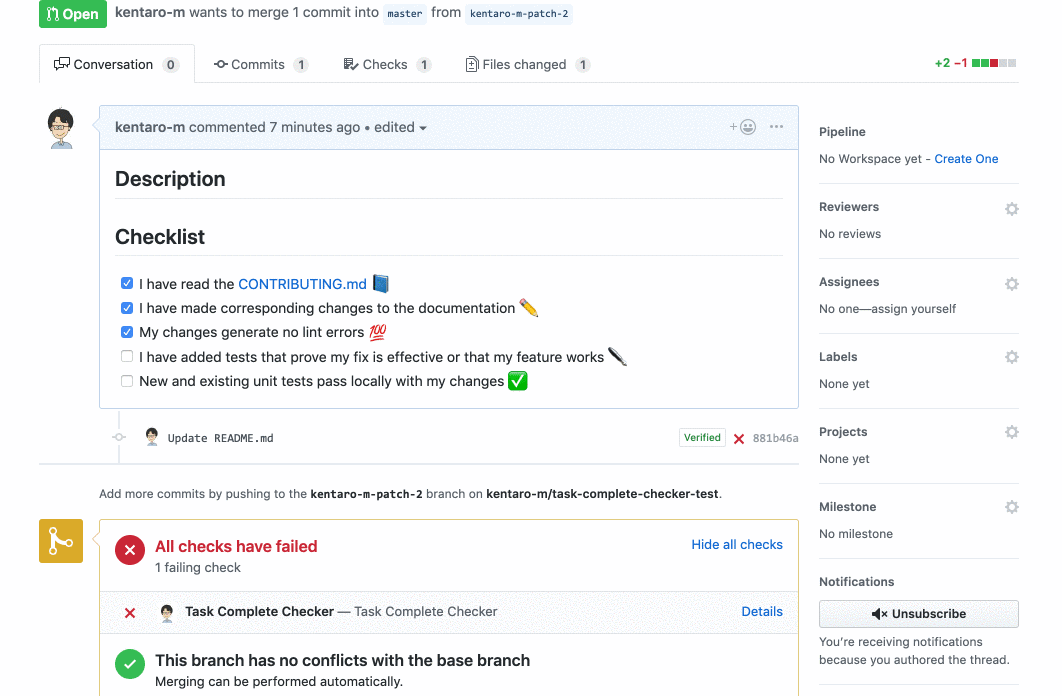 Open kentaro-m wants to merge 1 commit into master from kentaro-m-patch-2
Conversation 0 Commits 1 Checks 1 Files changed 1 +2 −1
kentaro-m commented 7 minutes ago • edited
Description
Checklist
I have read the CONTRIBUTING.md
I have made corresponding changes to the documentation
My changes generate no lint errors 💯
I have added tests that prove my fix is effective or that my feature works
New and existing unit tests pass locally with my changes
Update README.md Verified 881b46a
Add more commits by pushing to the kentaro-m-patch-2 branch on kentaro-m/task-complete-checker-test.
All checks have failed Hide all checks
1 failing check
Task Complete Checker — Task Complete Checker Details
This branch has no conflicts with the base branch
Merging can be performed automatically.
Pipeline
No Workspace yet - Create One
Reviewers
No reviews
Assignees
No one—assign yourself
Labels
None yet
Projects
None yet
Milestone
No milestone
Notifications
Unsubscribe
You're receiving notifications
because you authored the thread.